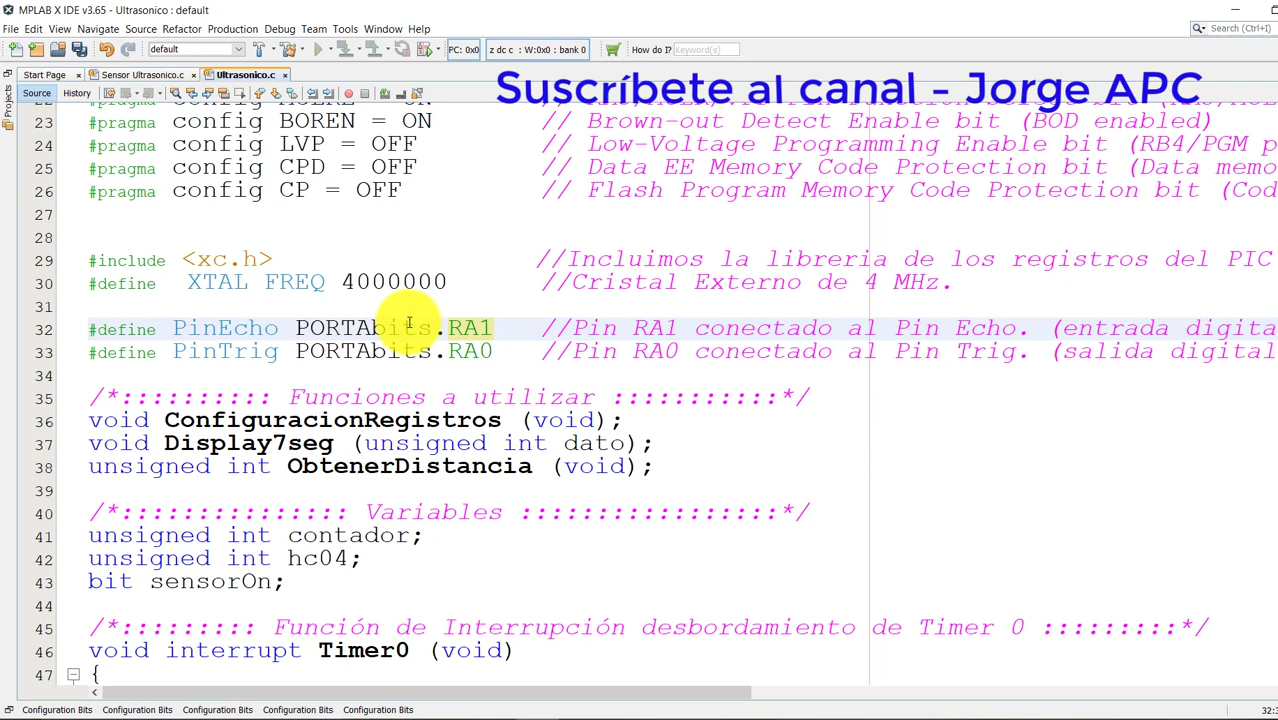 MPLAB X IDE v3.65 - Ultrasonico : default
File Edit View Navigate Source Refactor Production Debug Team Tools Window Help
Search (Ctrl+I)
default
PC: 0x0
z dc c : W:0x0 : bank 0
How do I?
Keyword(s)
Start Page
Sensor Ultrasonico.c
Ultrasonico.c
Suscríbete al canal - Jorge APC
Source History
Projects
23 #pragma config BOREN = ON // Brown-out Detect Enable bit (BOD enabled)
24 #pragma config LVP = OFF // Low-Voltage Programming Enable bit (RB4/PGM p
25 #pragma config CPD = OFF // Data EE Memory Code Protection bit (Data memo
26 #pragma config CP = OFF // Flash Program Memory Code Protection bit (Cod
27
28
29 #include <xc.h> //Incluimos la libreria de los registros del PIC
30 #define XTAL FREQ 4000000 //Cristal Externo de 4 MHz.
31
32 #define PinEcho PORTAbits.RA1 //Pin RA1 conectado al Pin Echo. (entrada digita
33 #define PinTrig PORTAbits.RA0 //Pin RA0 conectado al Pin Trig. (salida digital
34
35 /*:::::::::: Funciones a utilizar :::::::::::*/
36 void ConfiguracionRegistros (void);
37 void Display7seg (unsigned int dato);
38 unsigned int ObtenerDistancia (void);
39
40 /*::::::::::::::: Variables :::::::::::::::::*/
41 unsigned int contador;
42 unsigned int hc04;
43 bit sensorOn;
44
45 /*::::::::: Función de Interrupción desbordamiento de Timer 0 :::::::::*/
46 void interrupt Timer0 (void)
47 {
Configuration Bits Configuration Bits Configuration Bits Configuration Bits Configuration Bits